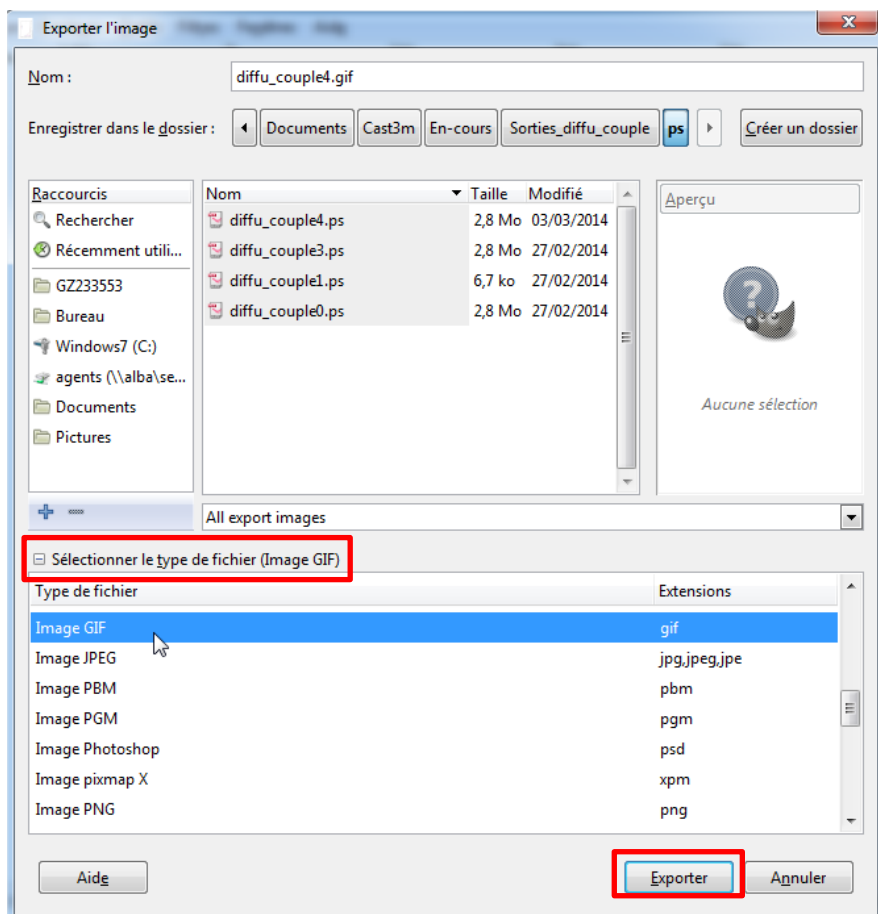 Exporter l'image
Nom :
diffu_couple4.gif
Enregistrer dans le dossier :
Documents Cast3m En-cours Sorties_diffu_couple ps
Créer un dossier
Raccourcis
Rechercher
Récemment utili...
GZ233553
Bureau
Windows7 (C:)
agents (\\alba\se...
Documents
Pictures
Nom Taille Modifié
diffu_couple4.ps 2,8 Mo 03/03/2014
diffu_couple3.ps 2,8 Mo 27/02/2014
diffu_couple1.ps 6,7 ko 27/02/2014
diffu_couple0.ps 2,8 Mo 27/02/2014
Aperçu
Aucune sélection
All export images
Sélectionner le type de fichier (Image GIF)
Type de fichier Extensions
Image GIF gif
Image JPEG jpg,jpeg,jpe
Image PBM pbm
Image PGM pgm
Image Photoshop psd
Image pixmap X xpm
Image PNG png
Aide Exporter Annuler